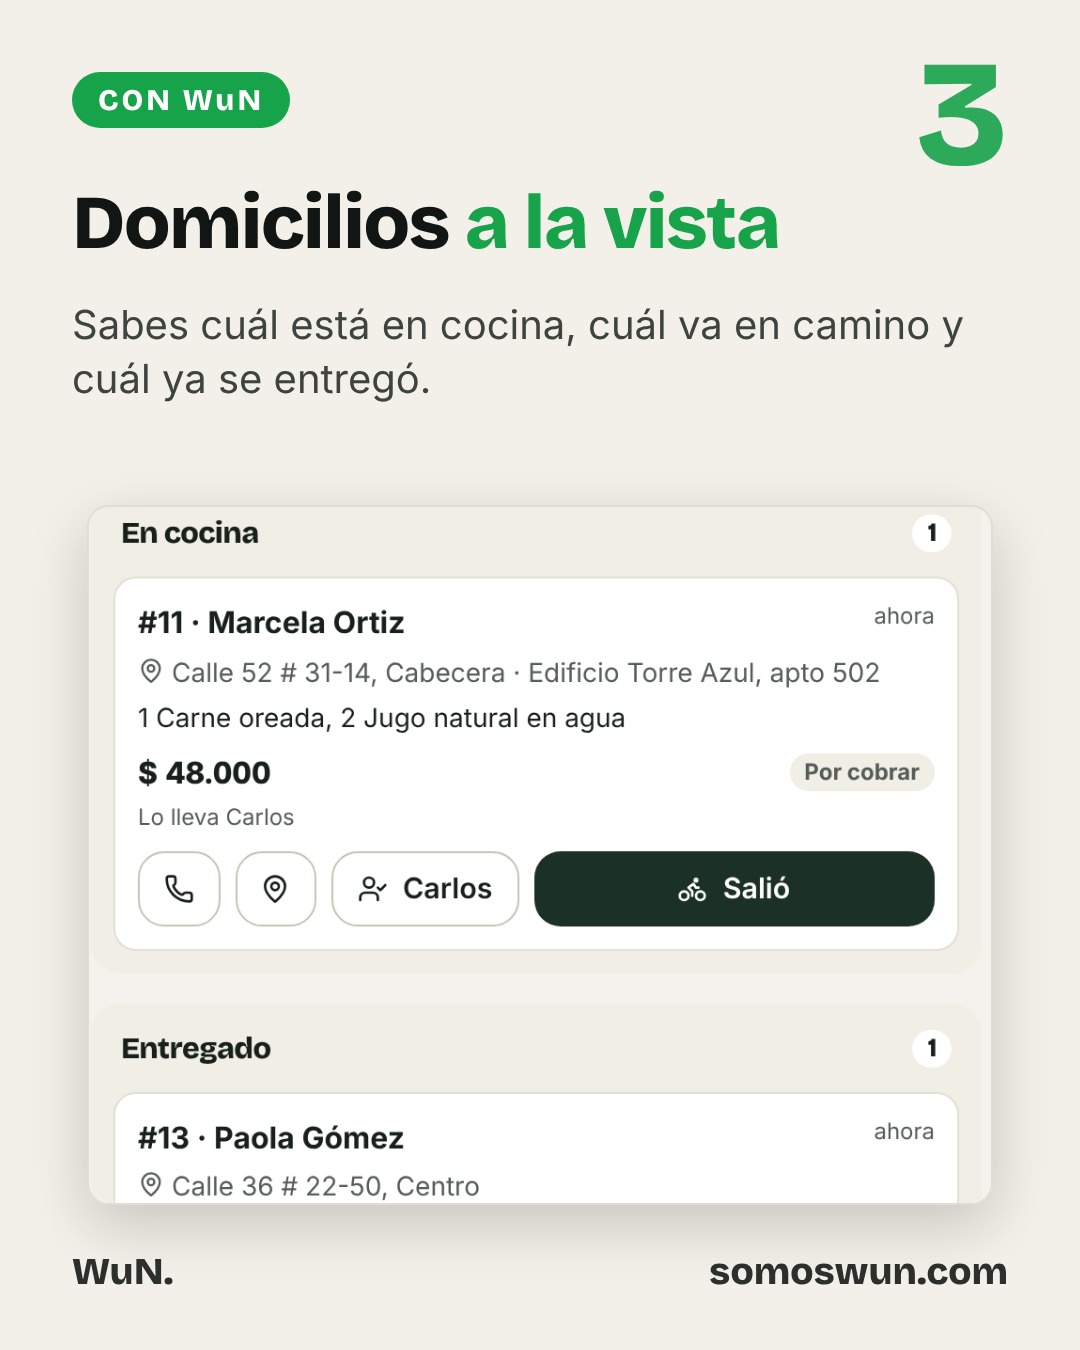 CON WuN
3
Domicilios a la vista
Sabes cuál está en cocina, cuál va en camino y
cuál ya se entregó.
En cocina 1
#11 · Marcela Ortiz ahora
Calle 52 # 31-14, Cabecera · Edificio Torre Azul, apto 502
1 Carne oreada, 2 Jugo natural en agua
$ 48.000 Por cobrar
Lo lleva Carlos
Carlos Salió
Entregado 1
#13 · Paola Gómez ahora
Calle 36 # 22-50, Centro
WuN. somoswun.com